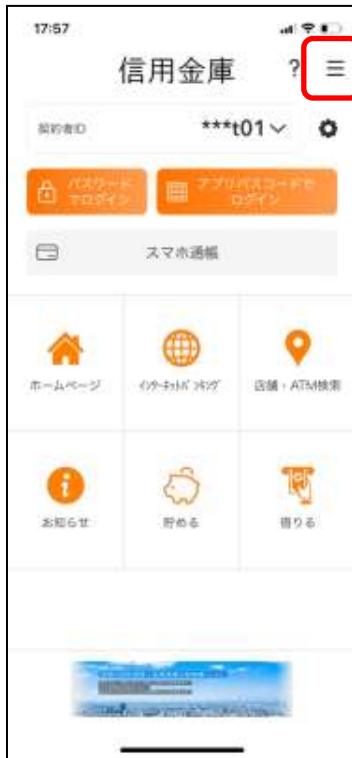 17:57
信用金庫 ? ≡
契約者ID ***t01
パスワード
でログイン
アプリパスコードで
ログイン
スマホ通帳
ホームページ
インターネットバンキング
店舗・ATM検索
お知らせ
貯める
借りる